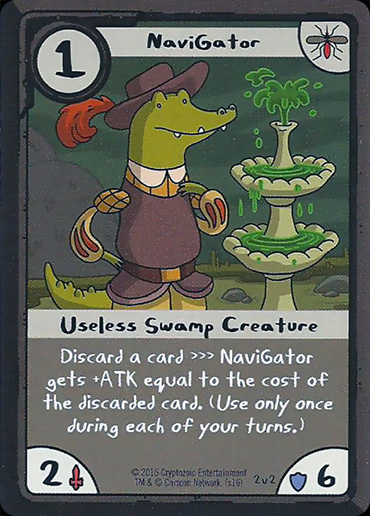 1
NaviGator
Useless Swamp Creature
Discard a card >>> NaviGator
gets +ATK equal to the cost of
the discarded card. (Use only once
during each of your turns.)
2
© 2016 Cryptozoic Entertainment
TM & © Cartoon Network. (s16)
2v2
6